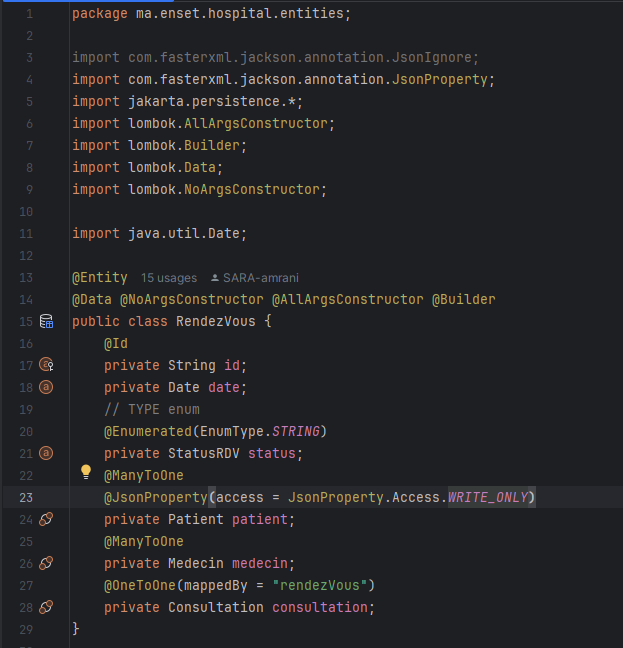 1 package ma.enset.hospital.entities;
2
3 import com.fasterxml.jackson.annotation.JsonIgnore;
4 import com.fasterxml.jackson.annotation.JsonProperty;
5 import jakarta.persistence.*;
6 import lombok.AllArgsConstructor;
7 import lombok.Builder;
8 import lombok.Data;
9 import lombok.NoArgsConstructor;
10
11 import java.util.Date;
12
13 @Entity 15 usages SARA-amrani
14 @Data @NoArgsConstructor @AllArgsConstructor @Builder
15 public class RendezVous {
16 @Id
17 private String id;
18 private Date date;
19 // TYPE enum
20 @Enumerated(EnumType.STRING)
21 private StatusRDV status;
22 @ManyToOne
23 @JsonProperty(access = JsonProperty.Access.WRITE_ONLY)
24 private Patient patient;
25 @ManyToOne
26 private Medecin medecin;
27 @OneToOne(mappedBy = "rendezVous")
28 private Consultation consultation;
29 }